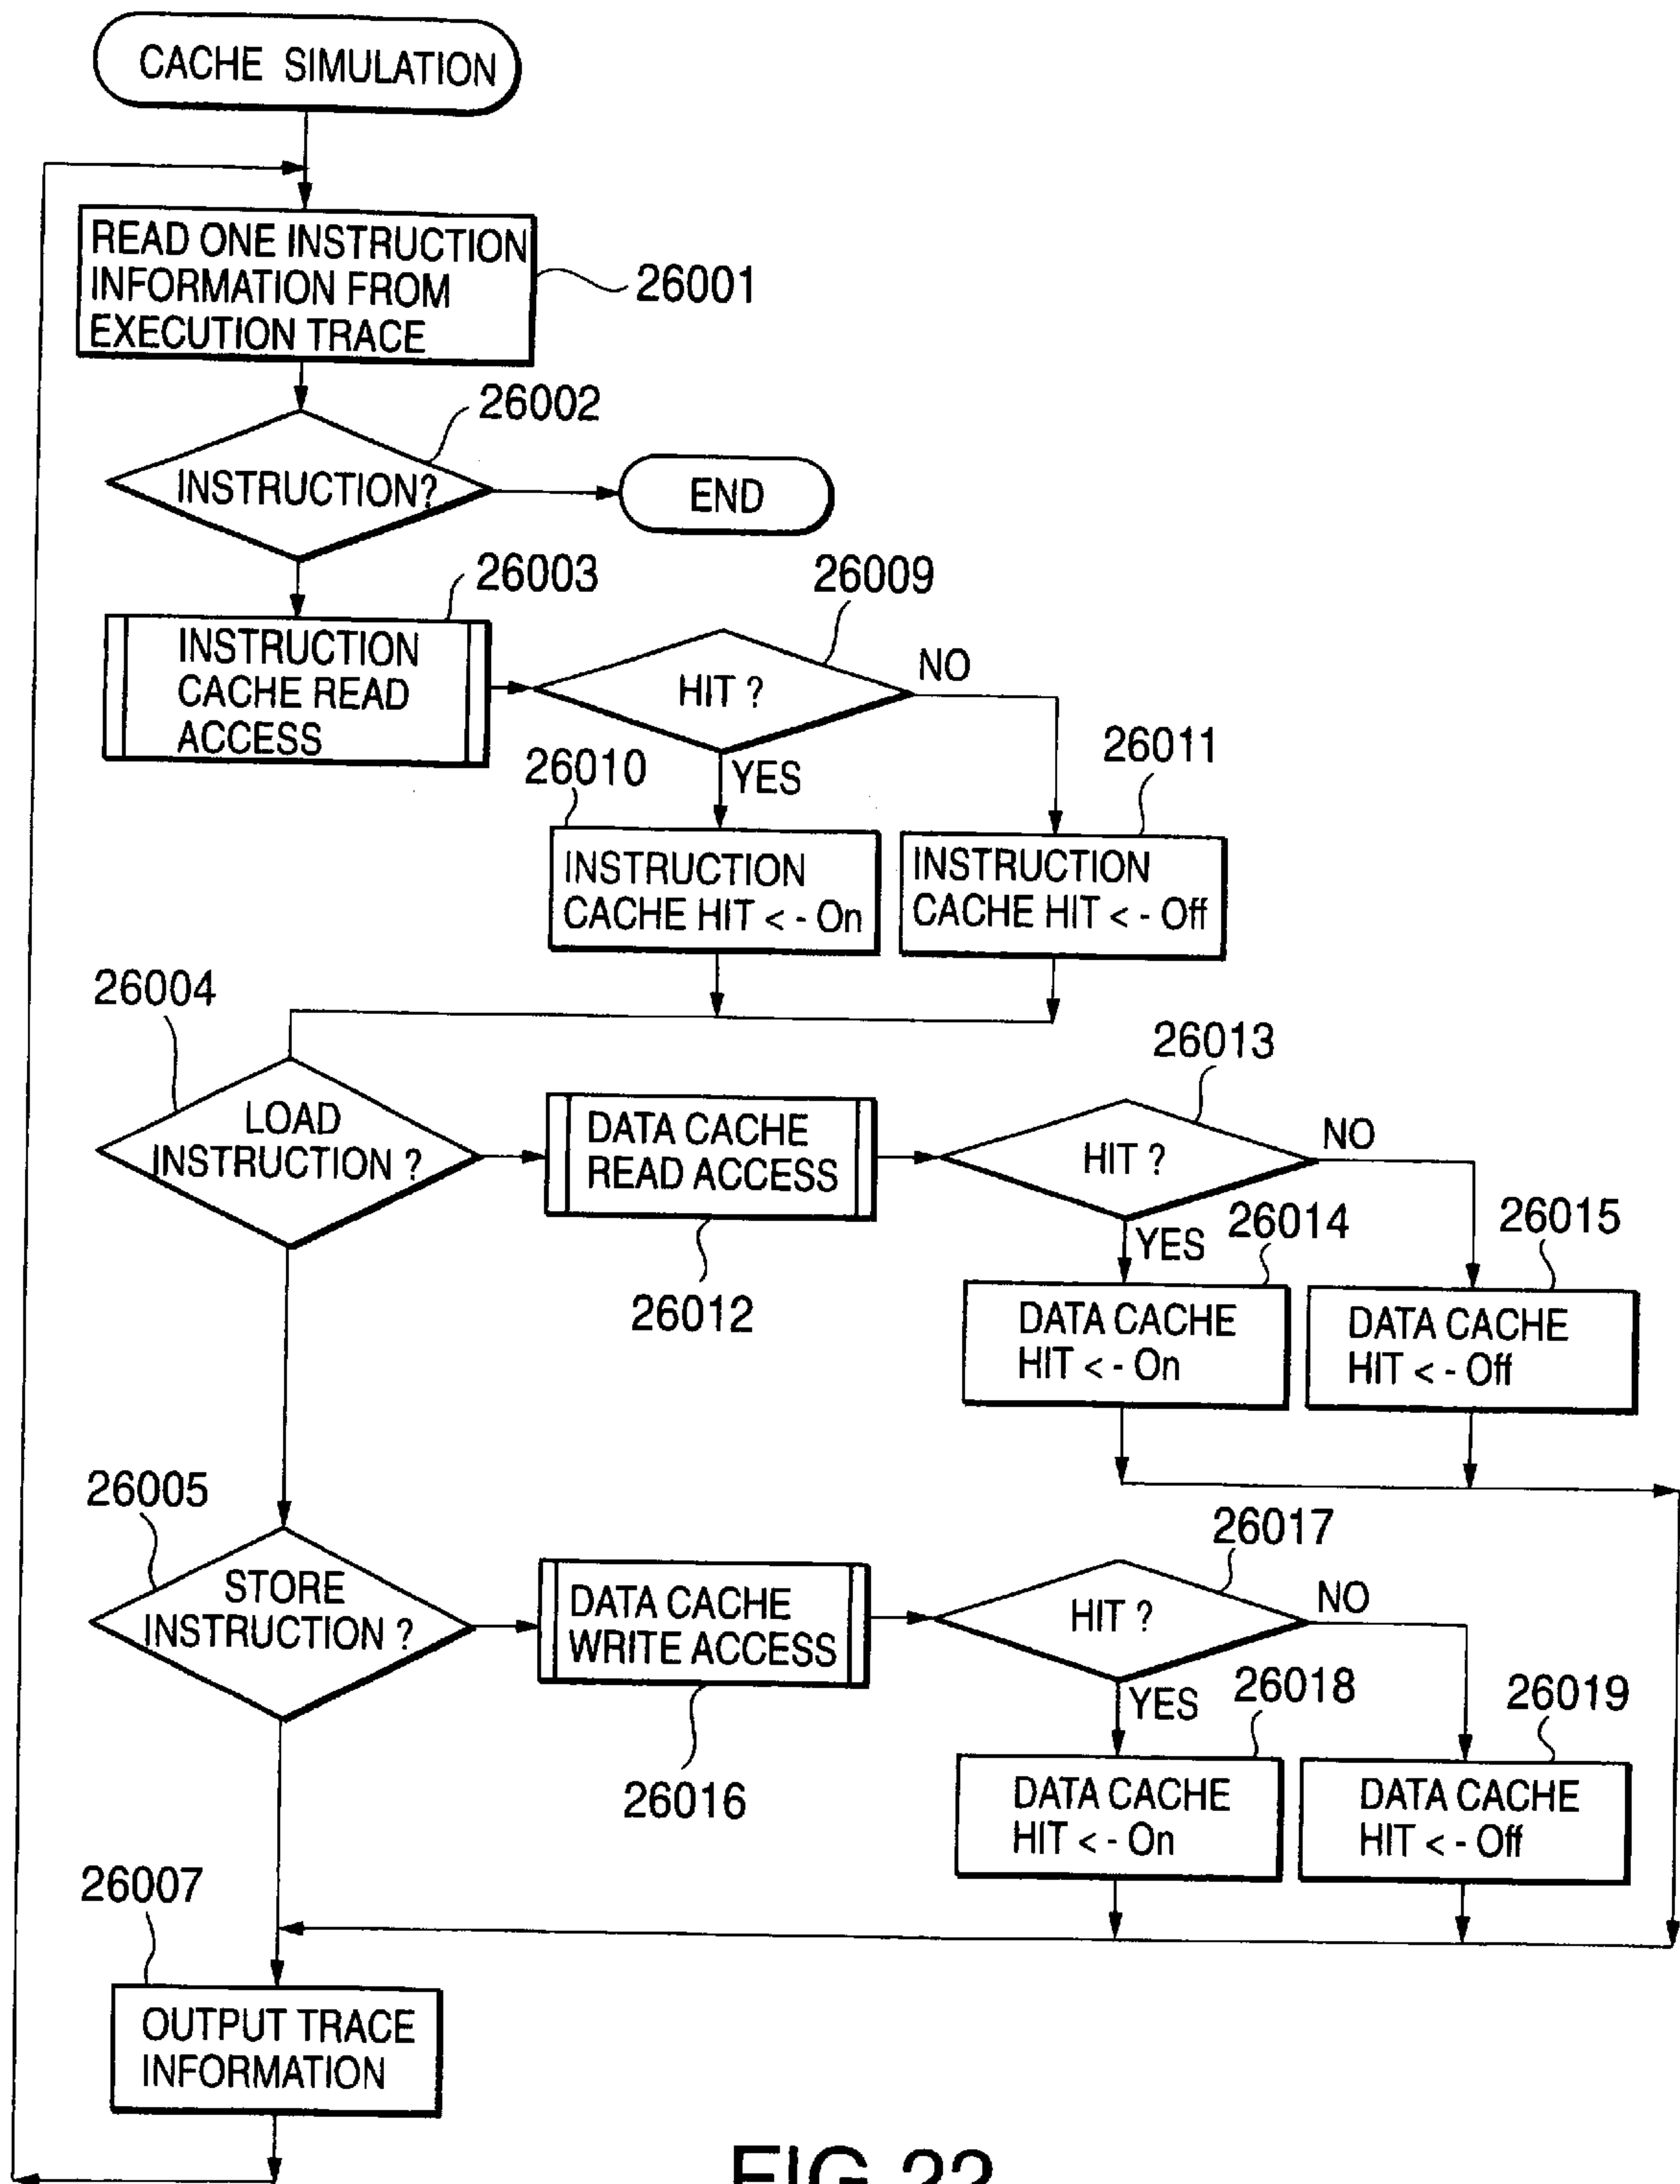 CACHE SIMULATION
READ ONE INSTRUCTION
INFORMATION FROM
EXECUTION TRACE
26001
26002
INSTRUCTION?
END
26003
INSTRUCTION
CACHE READ
ACCESS
26009
HIT ?
NO
YES
26010
INSTRUCTION
CACHE HIT < - On
26011
INSTRUCTION
CACHE HIT < - Off
26004
LOAD
INSTRUCTION ?
DATA CACHE
READ ACCESS
26012
26013
HIT ?
NO
YES
26014
DATA CACHE
HIT < - On
26015
DATA CACHE
HIT < - Off
26005
STORE
INSTRUCTION ?
DATA CACHE
WRITE ACCESS
26016
26017
HIT ?
NO
YES
26018
DATA CACHE
HIT < - On
26019
DATA CACHE
HIT < - Off
26007
OUTPUT TRACE
INFORMATION
FIG.22